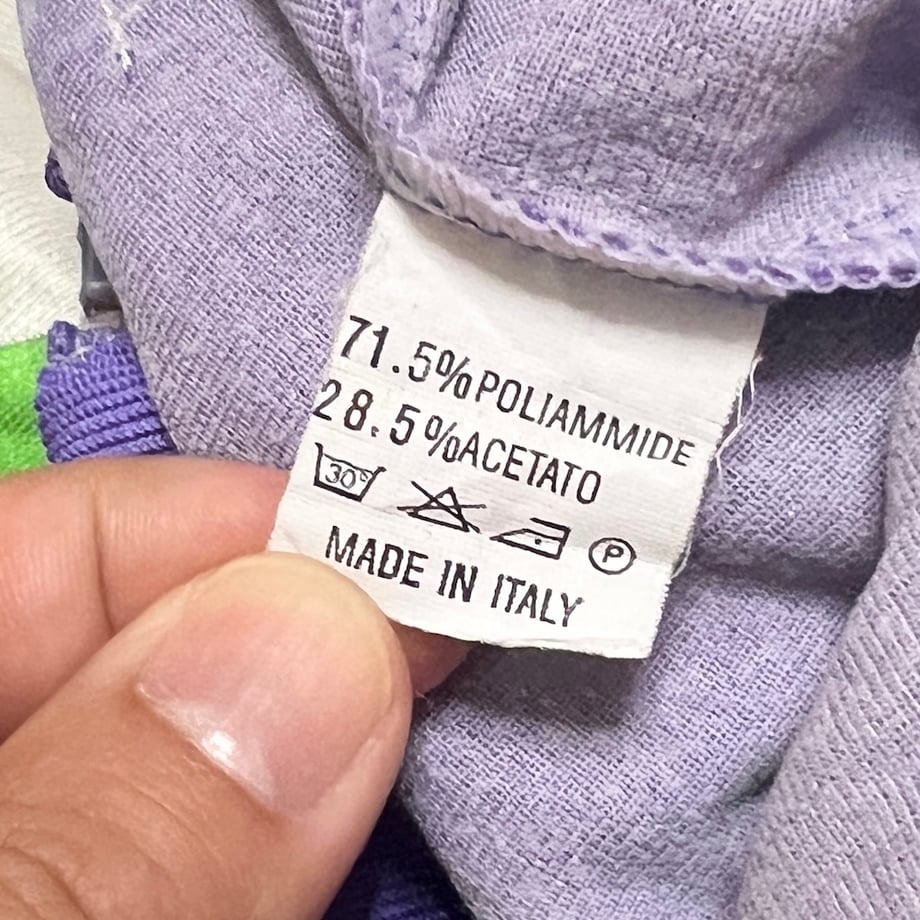 71.5%POLIAMMIDE
28.5%ACETATO
30°
P
MADE IN ITALY